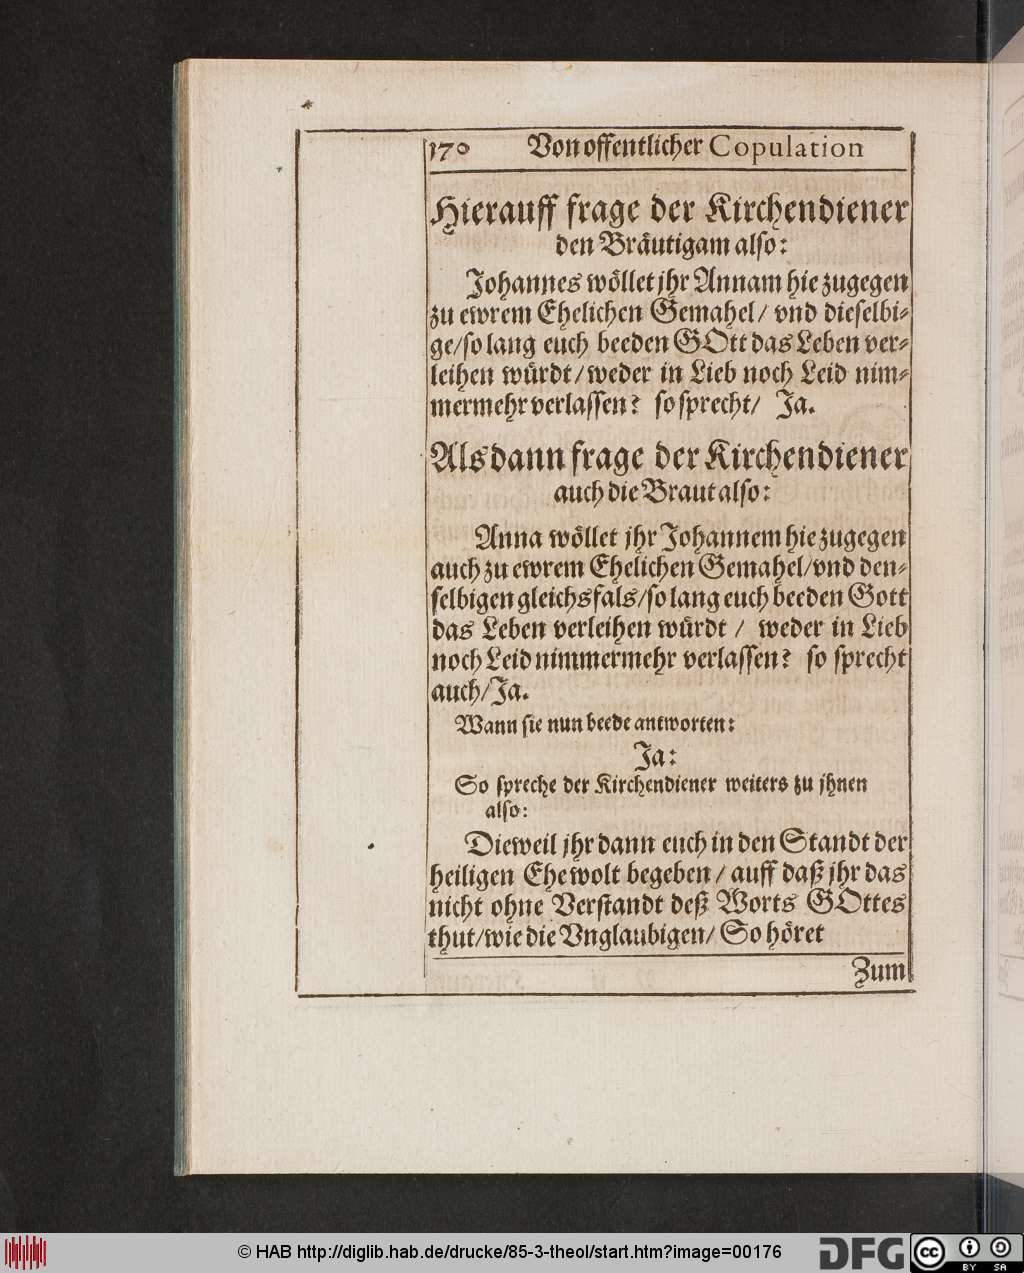 170 Von offentlicher Copulation
Hierauff frage der Kirchendiener
den Bräutigam also:
Johannes wöllet jhr Annam hie zugegen
zu ewrem Ehelichen Gemahel/ vnd dieselbi⸗
ge/so lang euch beeden GOtt das Leben ver⸗
leihen würdt/weder in Lieb noch Leid nim⸗
mermehr verlassen? so sprecht/ Ja.
Als dann frage der Kirchendiener
auch die Braut also:
Anna wöllet jhr Johannem hie zugegen
auch zu ewrem Ehelichen Gemahel/vnd den⸗
selbigen gleichsfals/so lang euch beeden Gott
das Leben verleihen würdt / weder in Lieb
noch Leid nimmermehr verlassen? so sprecht
auch/Ja.
Wann sie nun beede antworten:
Ja:
So spreche der Kirchendiener weiters zu jhnen
also:
Dieweil jhr dann euch in den Standt der
heiligen Ehe wolt begeben/ auff daß jhr das
nicht ohne Verstandt deß Worts GOttes
thut/wie die Vnglaubigen/ So höret
Zum
© HAB http://diglib.hab.de/drucke/85-3-theol/start.htm?image=00176
DFG
cc BY SA